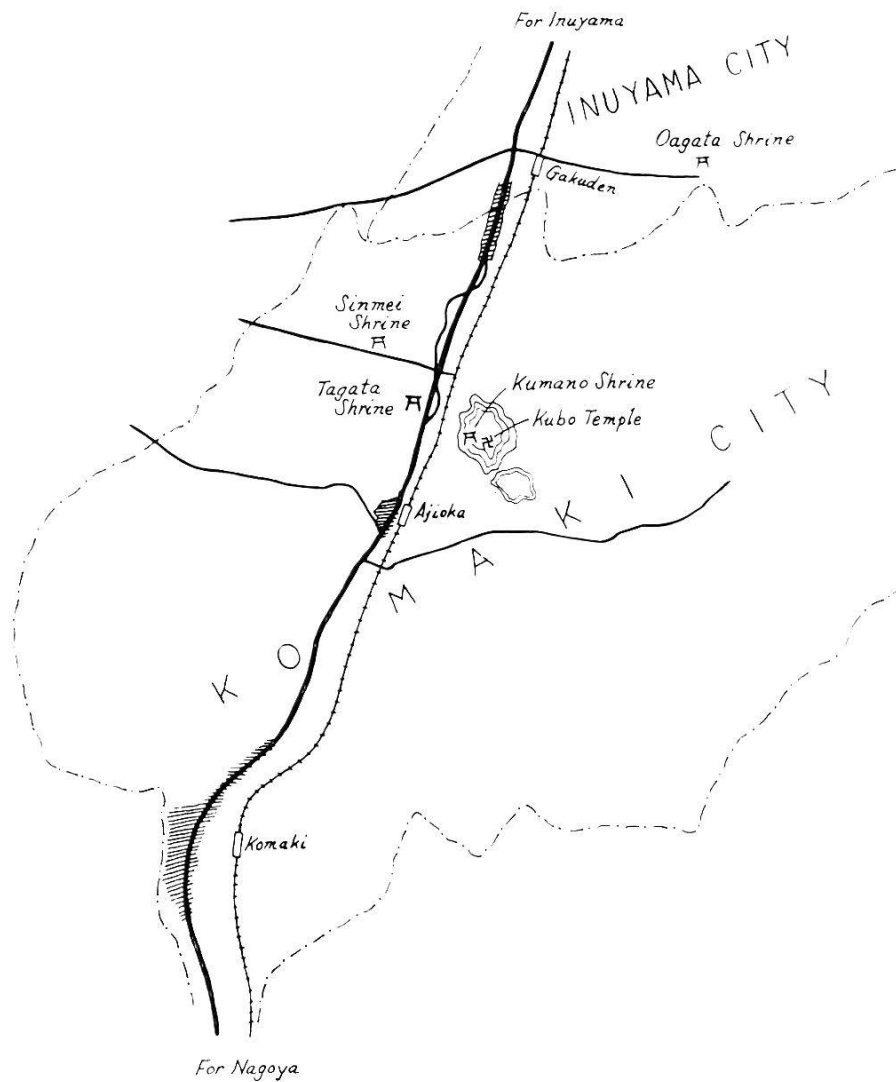 For Inuyama
INUYAMA CITY
Oagata Shrine
Gakuden
Sinmei
Shrine
Tagata
Shrine
Kumano Shrine
Kubo Temple
Ajioka
KOMAKI CITY
Komaki
For Nagoya